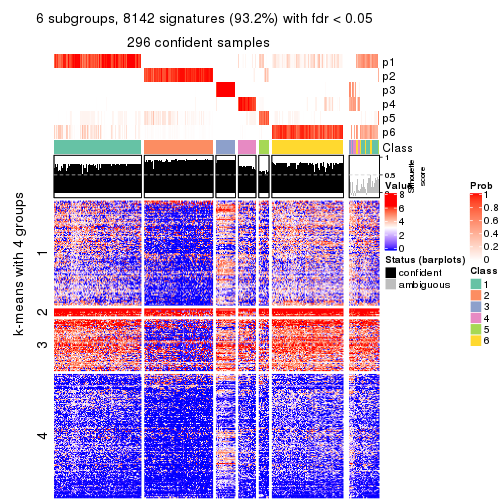 6 subgroups, 8142 signatures (93.2%) with fdr < 0.05
296 confident samples
p1
p2
p3
p4
p5
p6
Class
1
0.5
0
Silhouette
score
k-means with 4 groups
1
2
3
4
Value
8
6
4
2
0
Status (barplots)
confident
ambiguous
Prob
1
0.8
0.6
0.4
0.2
0
Class
1
2
3
4
5
6